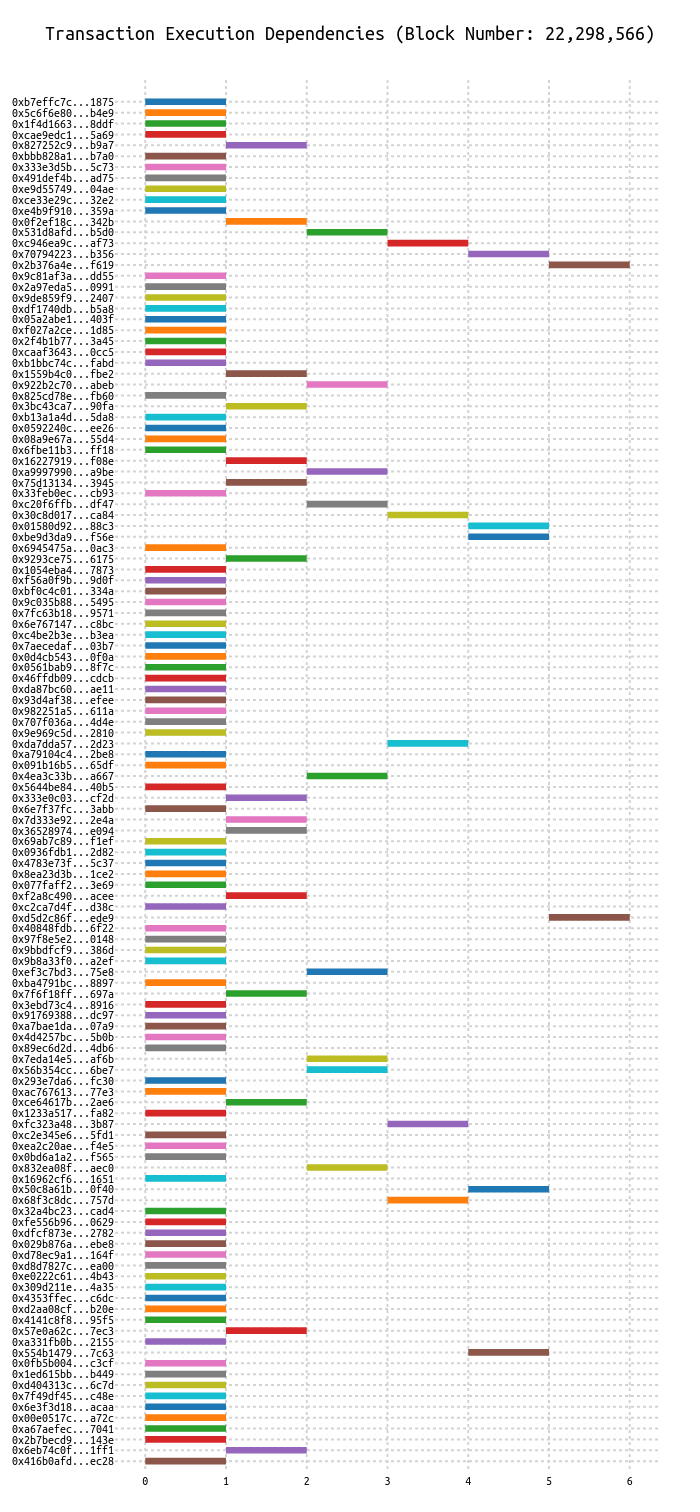 Transaction Execution Dependencies (Block Number: 22,298,566)
0xb7effc7c...1875
0x5c6f6e80...b4e9
0x1f4d1663...8ddf
0xcae9edc1...5a69
0x827252c9...b9a7
0xbbb828a1...b7a0
0x333e3d5b...5c73
0x491def4b...ad75
0xe9d55749...04ae
0xce33e29c...32e2
0xe4b9f910...359a
0x0f2ef18c...342b
0x531d8afd...b5d0
0xc946ea9c...af73
0x70794223...b356
0x2b376a4e...f619
0x9c81af3a...dd55
0x2a97eda5...0991
0x9de859f9...2407
0xdf1740db...b5a8
0x05a2abe1...403f
0xf027a2ce...1d85
0x2f4b1b77...3a45
0xcaaf3643...0cc5
0xb1bbc74c...fabd
0x1559b4c0...fbe2
0x922b2c70...abeb
0x825cd78e...fb60
0x3bc43ca7...90fa
0xb13a1a4d...5da8
0x0592240c...ee26
0x08a9e67a...55d4
0x6fbe11b3...ff18
0x16227919...f08e
0xa9997990...a9be
0x75d13134...3945
0x33feb0ec...cb93
0xc20f6ffb...df47
0x30c8d017...ca84
0x01580d92...88c3
0xbe9d3da9...f56e
0x6945475a...0ac3
0x9293ce75...6175
0x1054eba4...7873
0xf56a0f9b...9d0f
0xbf0c4c01...334a
0x9c035b88...5495
0x7fc63b18...9571
0x6e767147...c8bc
0xc4be2b3e...b3ea
0x7aecedaf...03b7
0x0d4cb543...0f0a
0x0561bab9...8f7c
0x46ffdb09...cdcb
0xda87bc60...ae11
0x93d4af38...efee
0x982251a5...611a
0x707f036a...4d4e
0x9e969c5d...2810
0xda7dda57...2d23
0xa79104c4...2be8
0x091b16b5...65df
0x4ea3c33b...a667
0x5644be84...40b5
0x333e0c03...cf2d
0x6e7f37fc...3abb
0x7d333e92...2e4a
0x36528974...e094
0x69ab7c89...f1ef
0x0936fdb1...2d82
0x4783e73f...5c37
0x8ea23d3b...1ce2
0x077faff2...3e69
0xf2a8c490...acee
0xc2ca7d4f...d38c
0xd5d2c86f...ede9
0x40848fdb...6f22
0x97f8e5e2...0148
0x9bbdfcf9...386d
0x9b8a33f0...a2ef
0xef3c7bd3...75e8
0xba4791bc...8897
0x7f6f18ff...697a
0x3ebd73c4...8916
0x91769388...dc97
0xa7bae1da...07a9
0x4d4257bc...5b0b
0x89ec6d2d...4db6
0x7eda14e5...af6b
0x56b354cc...6be7
0x293e7da6...fc30
0xac767613...77e3
0xce64617b...2ae6
0x1233a517...fa82
0xfc323a48...3b87
0xc2e345e6...5fd1
0xea2c20ae...f4e5
0x0bd6a1a2...f565
0x832ea08f...aec0
0x16962cf6...1651
0x50c8a61b...0f40
0x68f3c8dc...757d
0x32a4bc23...cad4
0xfe556b96...0629
0xdfcf873e...2782
0x029b876a...ebe8
0xd78ec9a1...164f
0xd8d7827c...ea00
0xe0222c61...4b43
0x309d211e...4a35
0x4353ffec...c6dc
0xd2aa08cf...b20e
0x4141c8f8...95f5
0x57e0a62c...7ec3
0xa331fb0b...2155
0x554b1479...7c63
0x0fb5b004...c3cf
0x1ed615bb...b449
0xd404313c...6c7d
0x7f49df45...c48e
0x6e3f3d18...acaa
0x00e0517c...a72c
0xa67aefec...7041
0x2b7becd9...143e
0x6eb74c0f...1ff1
0x416b0afd...ec28
0 1 2 3 4 5 6